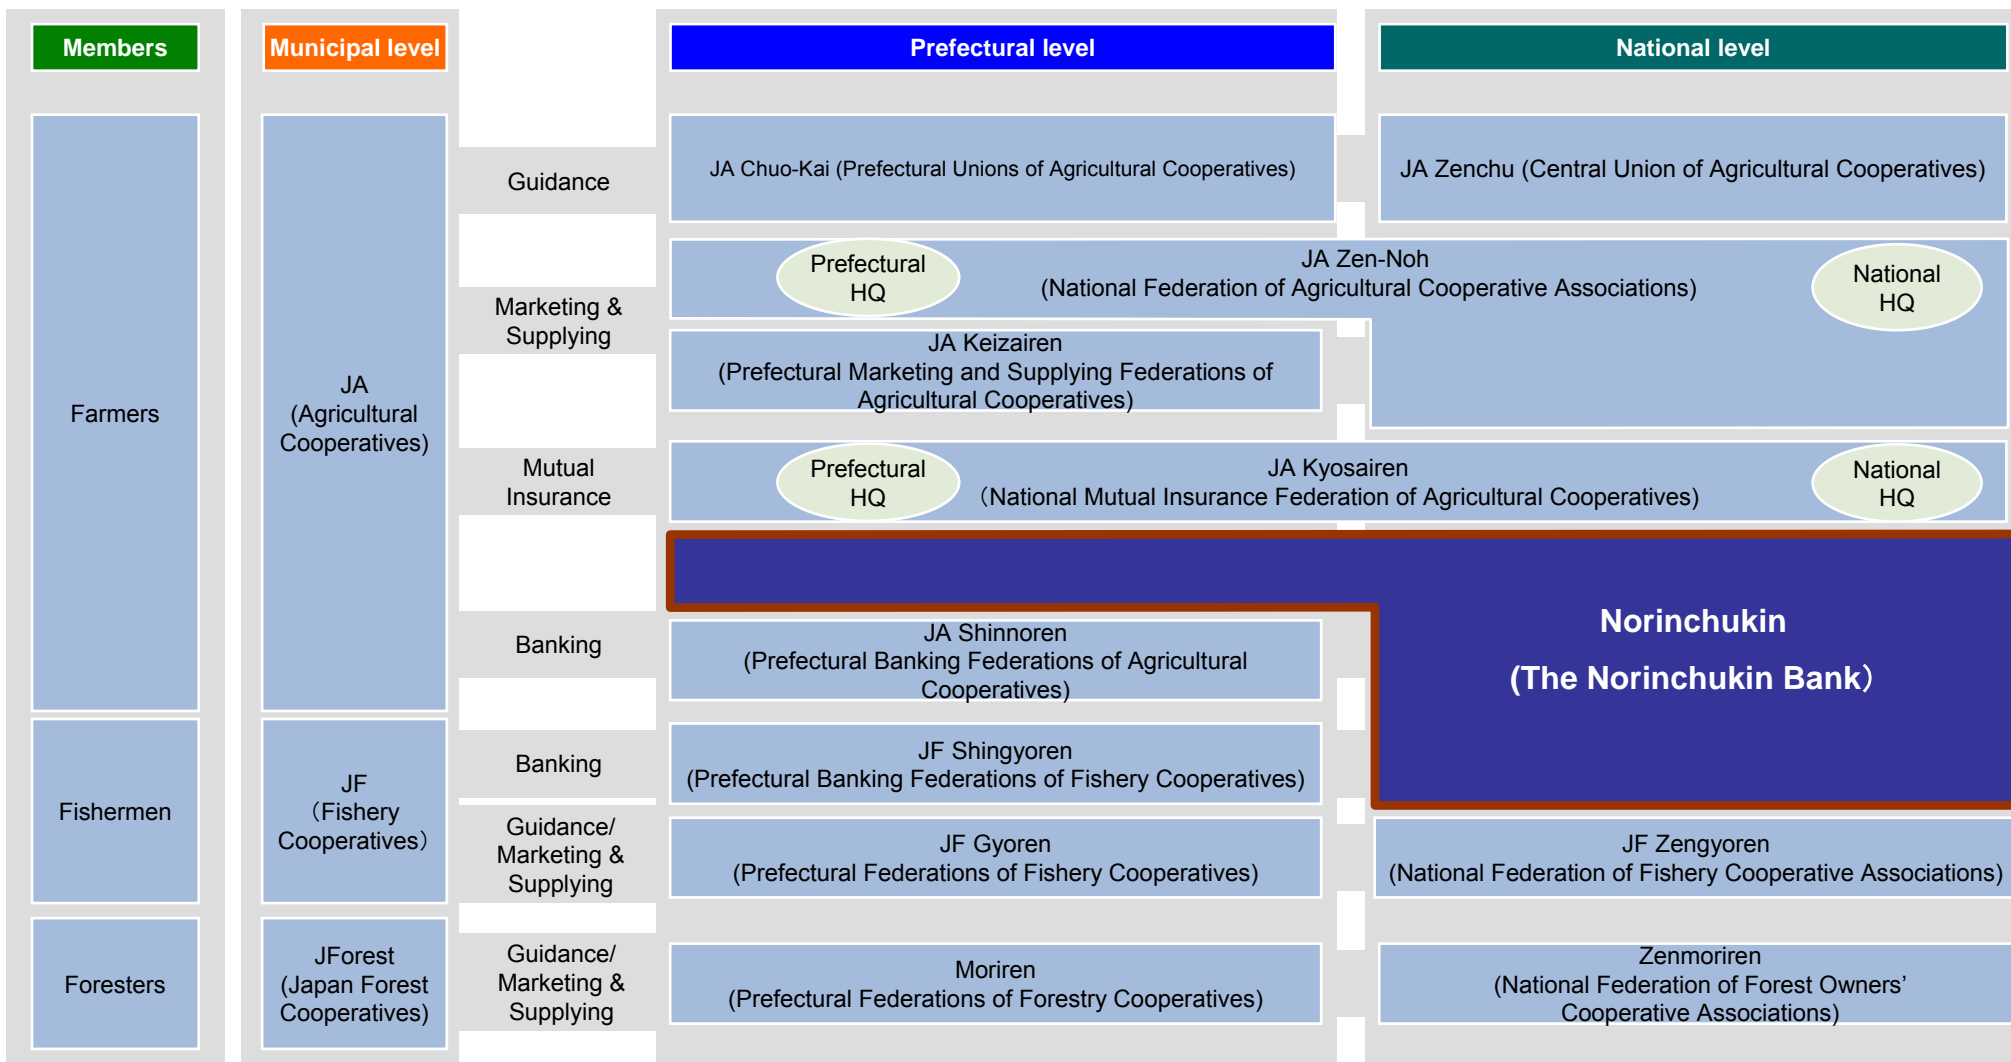 Members
Municipal level
Prefectural level
National level
Farmers
JA
(Agricultural
Cooperatives)
Guidance
JA Chuo-Kai (Prefectural Unions of Agricultural Cooperatives)
JA Zenchu (Central Union of Agricultural Cooperatives)
Marketing &
Supplying
Prefectural
HQ
JA Zen-Noh
(National Federation of Agricultural Cooperative Associations)
National
HQ
JA Keizairen
(Prefectural Marketing and Supplying Federations of
Agricultural Cooperatives)
Mutual
Insurance
Prefectural
HQ
JA Kyosairen
（National Mutual Insurance Federation of Agricultural Cooperatives)
National
HQ
Norinchukin
(The Norinchukin Bank）
Banking
JA Shinnoren
(Prefectural Banking Federations of Agricultural
Cooperatives)
Fishermen
JF
（Fishery
Cooperatives）
Banking
JF Shingyoren
(Prefectural Banking Federations of Fishery Cooperatives)
Guidance/
Marketing &
Supplying
JF Gyoren
(Prefectural Federations of Fishery Cooperatives)
JF Zengyoren
(National Federation of Fishery Cooperative Associations)
Foresters
JForest
(Japan Forest
Cooperatives)
Guidance/
Marketing &
Supplying
Moriren
(Prefectural Federations of Forestry Cooperatives)
Zenmoriren
(National Federation of Forest Owners’
Cooperative Associations)